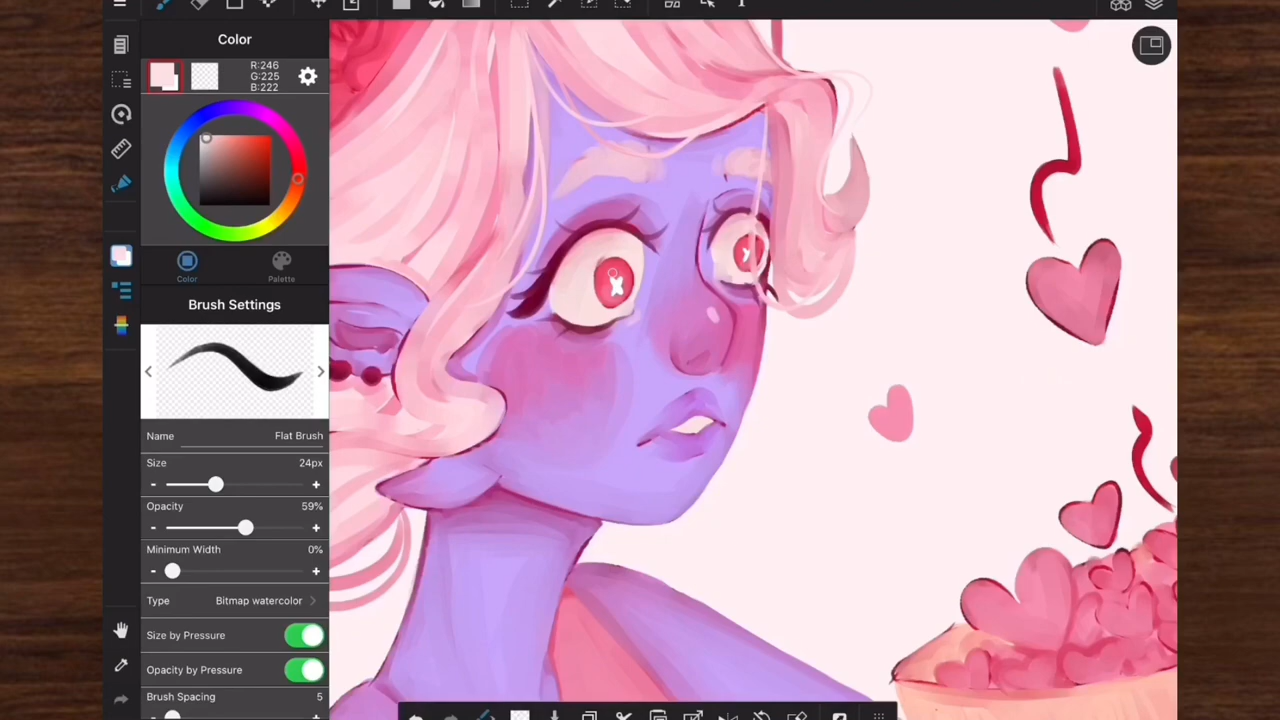 Color
R:246
G:225
B:222
Color
Palette
Brush Settings
Name Flat Brush
Size 24px
- +
Opacity 59%
- +
Minimum Width 0%
- +
Type Bitmap watercolor >
Size by Pressure
Opacity by Pressure
Brush Spacing 5
- +